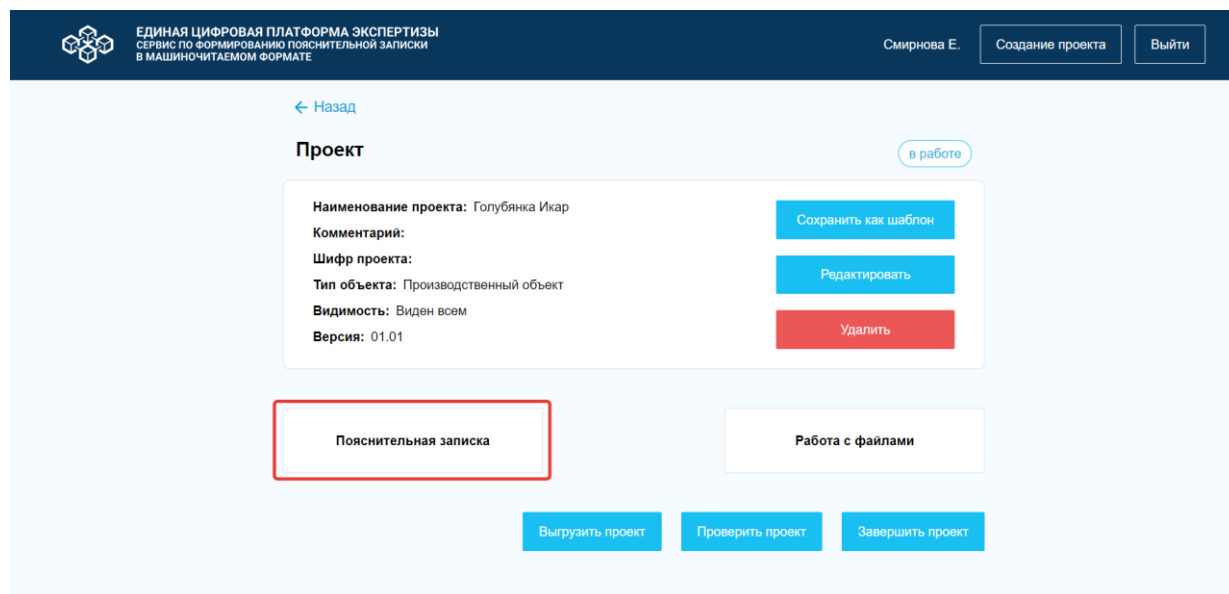 ЕДИНАЯ ЦИФРОВАЯ ПЛАТФОРМА ЭКСПЕРТИЗЫ
СЕРВИС ПО ФОРМИРОВАНИЮ ПОЯСНИТЕЛЬНОЙ ЗАПИСКИ
В МАШИНОЧИТАЕМОМ ФОРМАТЕ
Смирнова Е.
Создание проекта
Выйти
← Назад
Проект
в работе
Наименование проекта: Голубянка Икар
Комментарий:
Шифр проекта:
Тип объекта: Производственный объект
Видимость: Виден всем
Версия: 01.01
Сохранить как шаблон
Редактировать
Удалить
Пояснительная записка
Работа с файлами
Выгрузить проект
Проверить проект
Завершить проект